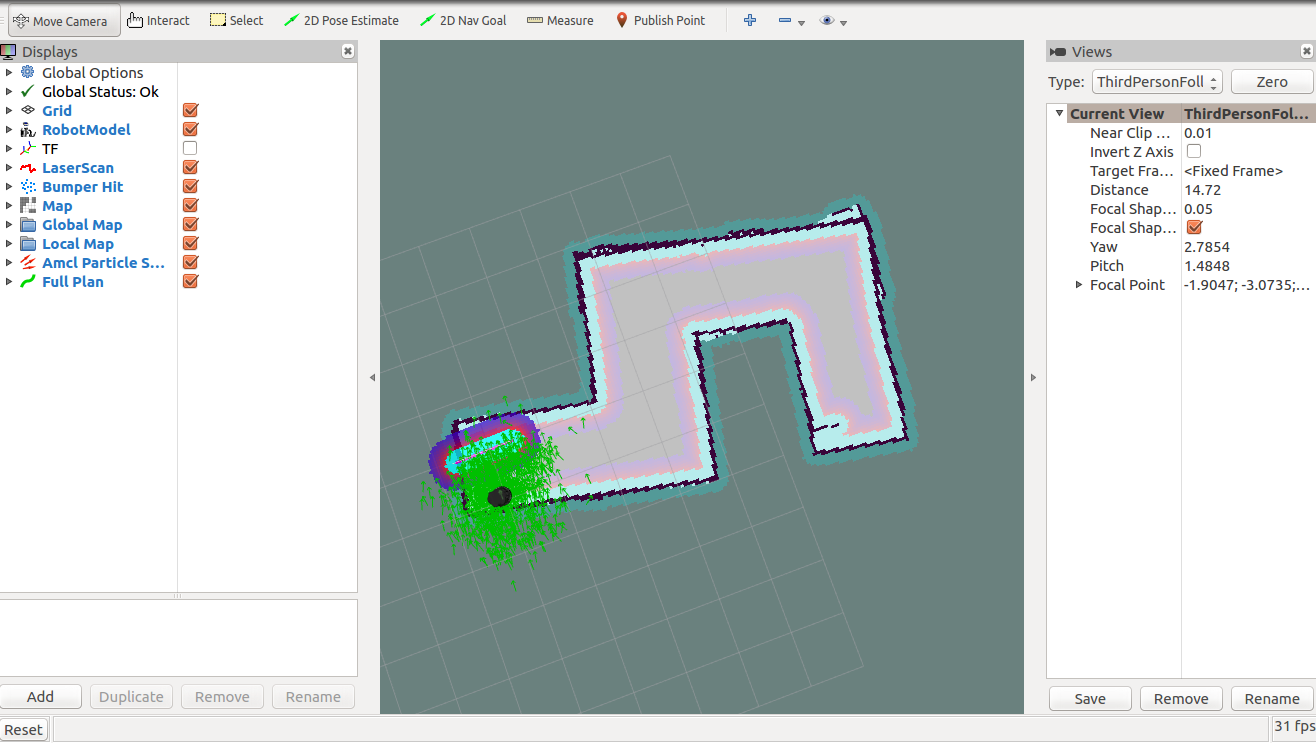 Move Camera Interact Select 2D Pose Estimate 2D Nav Goal Measure Publish Point
Displays
Global Options
Global Status: Ok
Grid
RobotModel
TF
LaserScan
Bumper Hit
Map
Global Map
Local Map
Amcl Particle S...
Full Plan
Add Duplicate Remove Rename
Reset
Views
Type: ThirdPersonFoll Zero
Current View ThirdPersonFol...
Near Clip ... 0.01
Invert Z Axis
Target Fra... <Fixed Frame>
Distance 14.72
Focal Shap... 0.05
Focal Shap...
Yaw 2.7854
Pitch 1.4848
Focal Point -1.9047; -3.0735;...
Save Remove Rename
31 fps